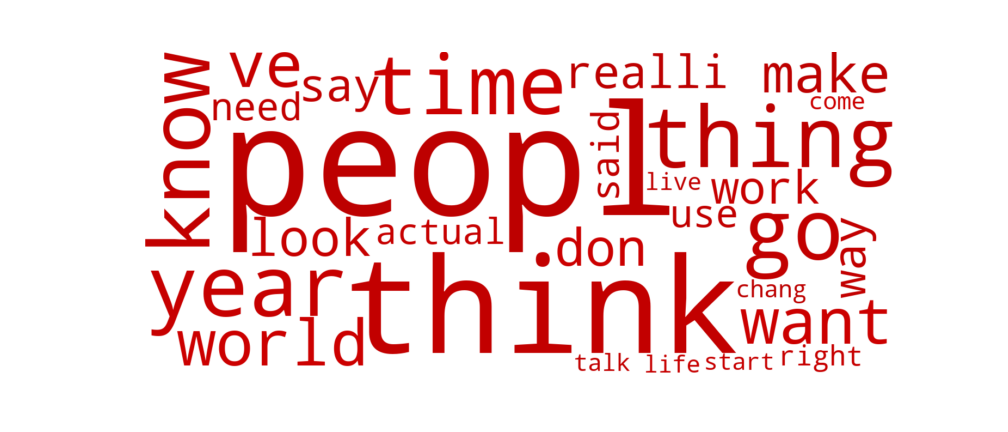 know
ve
say
time
realli
make
need
come
peopl
said
thing
live
work
use
look
actual
don
go
way
year
think
chang
world
want
talk
life
start
right